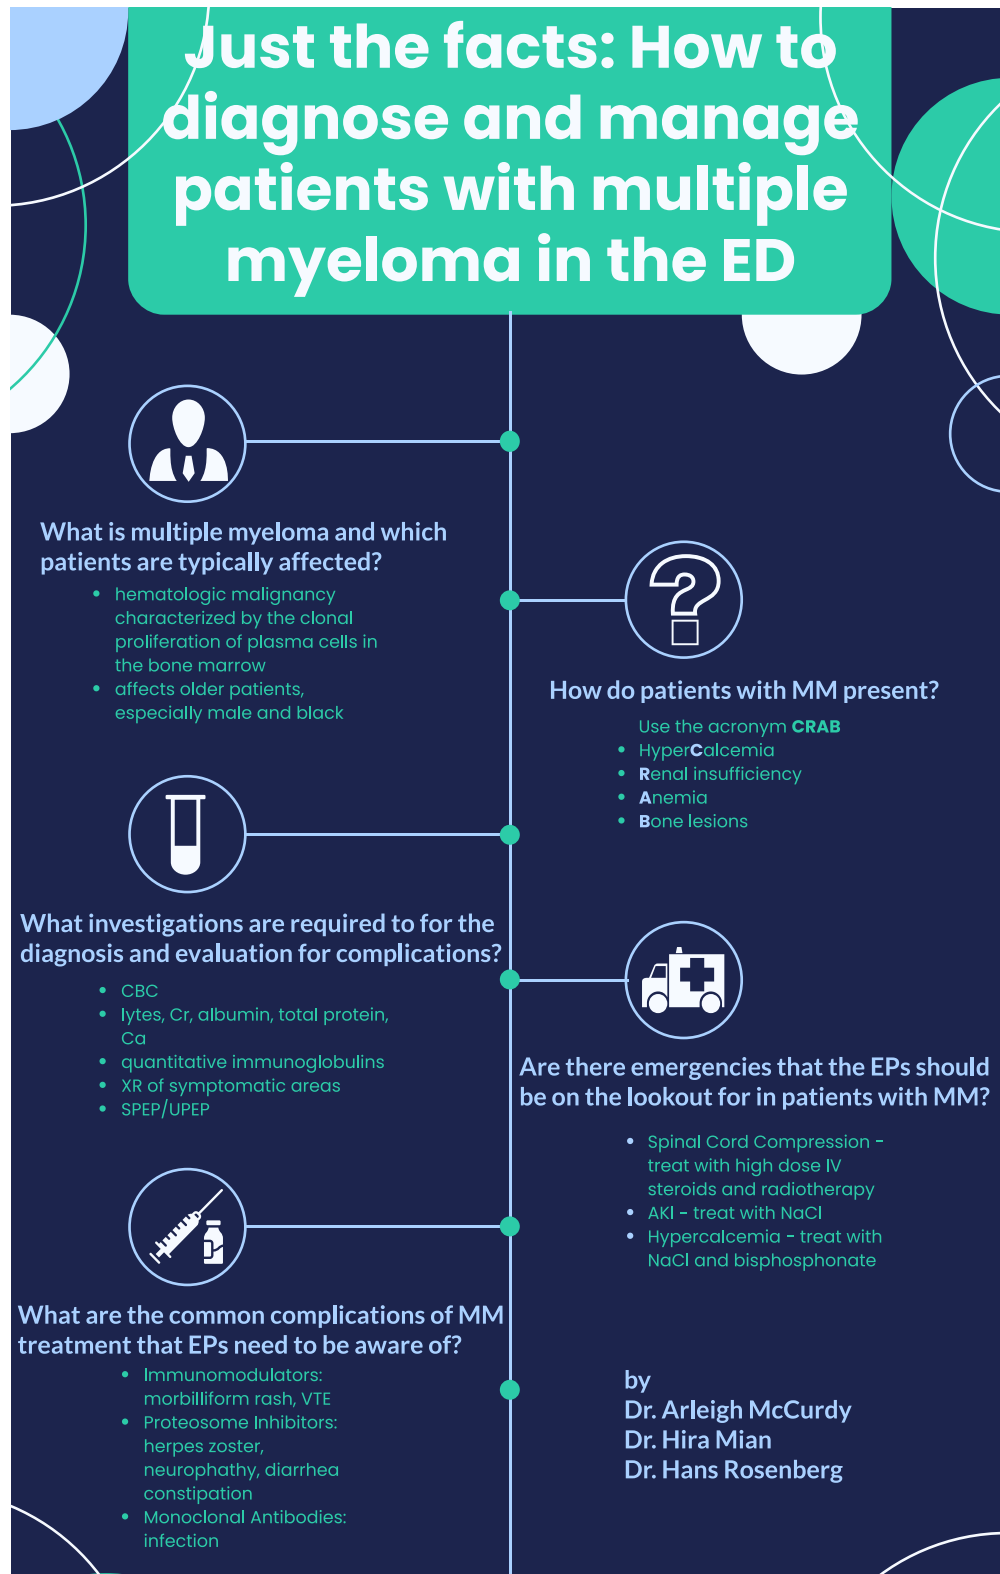 Just the facts: How to
diagnose and manage
patients with multiple
myeloma in the ED
What is multiple myeloma and which
patients are typically affected?
• hematologic malignancy
characterized by the clonal
proliferation of plasma cells in
the bone marrow
• affects older patients,
especially male and black
How do patients with MM present?
Use the acronym CRAB
• HyperCalcemia
• Renal insufficiency
• Anemia
• Bone lesions
What investigations are required to for the
diagnosis and evaluation for complications?
• CBC
• lytes, Cr, albumin, total protein,
Ca
• quantitative immunoglobulins
• XR of symptomatic areas
• SPEP/UPEP
Are there emergencies that the EPs should
be on the lookout for in patients with MM?
• Spinal Cord Compression -
treat with high dose IV
steroids and radiotherapy
• AKI - treat with NaCl
• Hypercalcemia - treat with
NaCl and bisphosphonate
What are the common complications of MM
treatment that EPs need to be aware of?
• Immunomodulators:
morbilliform rash, VTE
• Proteosome Inhibitors:
herpes zoster,
neurophathy, diarrhea
constipation
• Monoclonal Antibodies:
infection
by
Dr. Arleigh McCurdy
Dr. Hira Mian
Dr. Hans Rosenberg